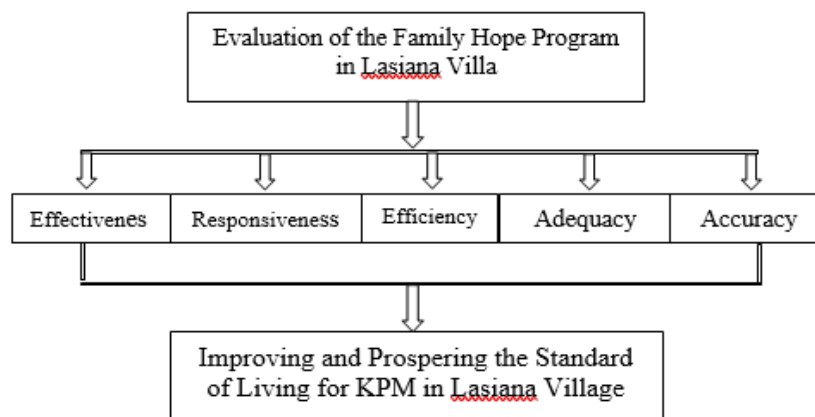 Evaluation of the Family Hope Program
in Lasiana Villa
Effectivenes
Responsiveness
Efficiency
Adequacy
Accuracy
Improving and Prospering the Standard
of Living for KPM in Lasiana Village